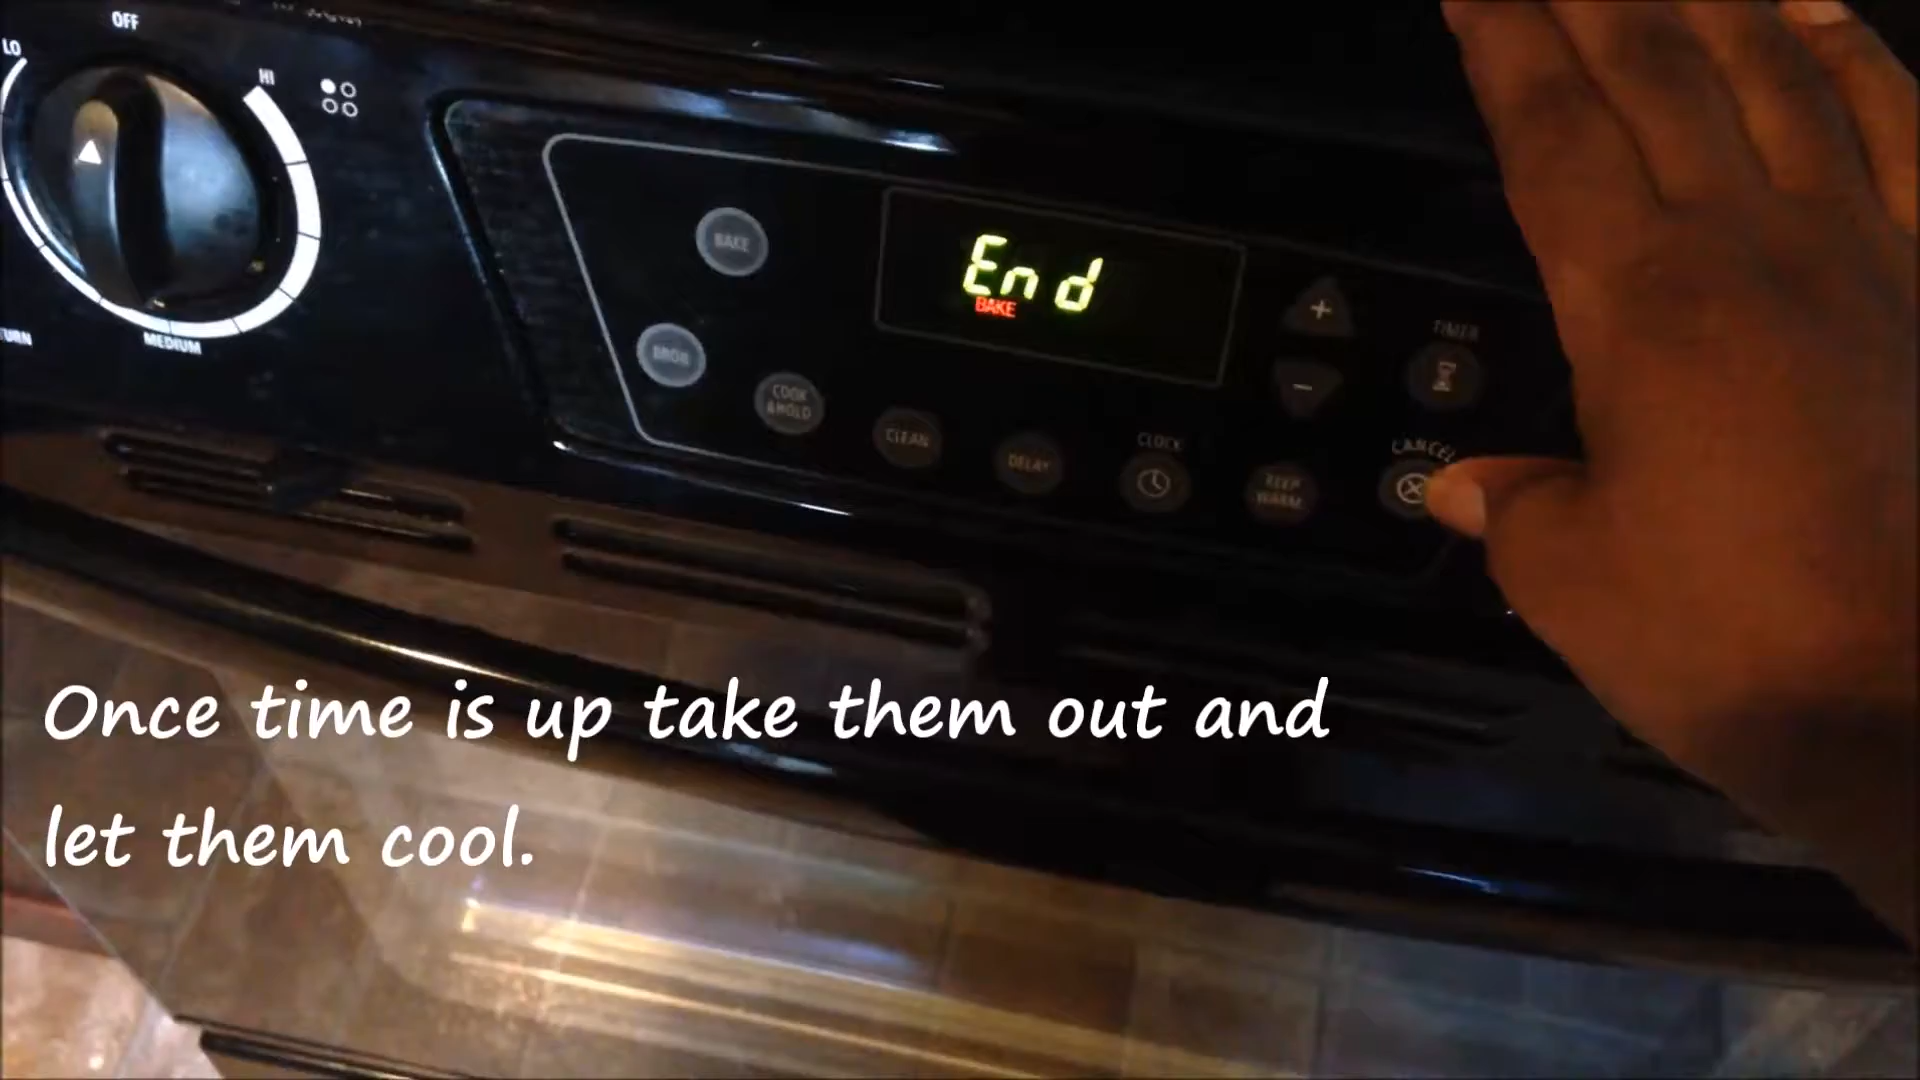 OFF
LO
HI
MEDIUM
BAKE
End
BAKE
+
TIMER
BROIL
-
COOK
&HOLD
CLEAN
DELAY
CLOCK
KEEP
WARM
CANCEL
Once time is up take them out and
let them cool.